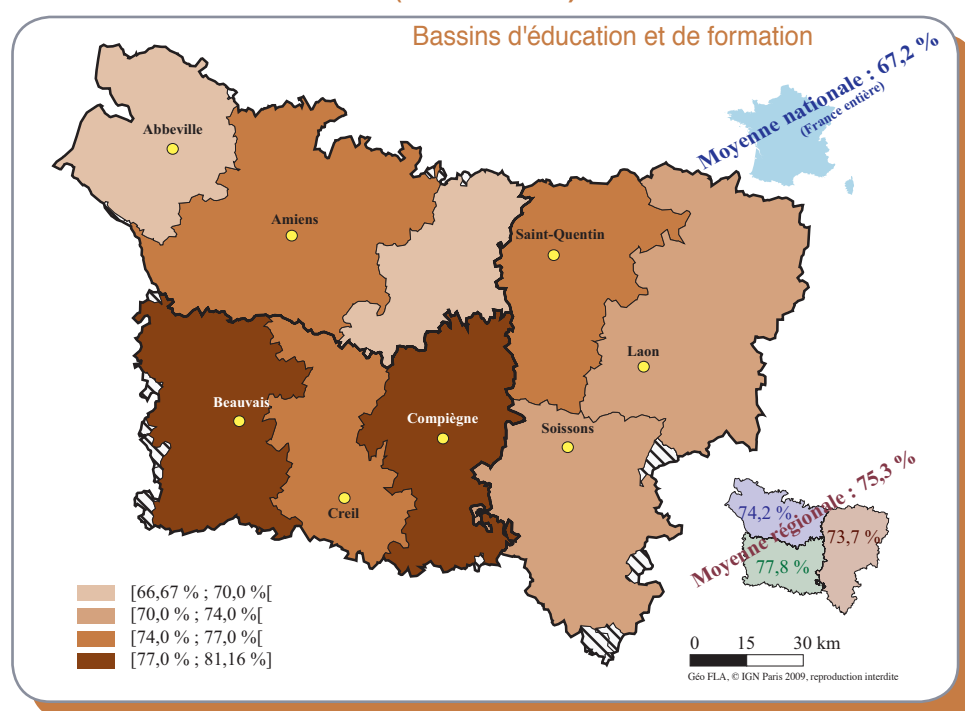 Bassins d'éducation et de formation
Moyenne nationale : 67,2 %
(France entière)
Abbeville
Amiens
Saint-Quentin
Laon
Beauvais
Compiègne
Soissons
Creil
Moyenne régionale : 75,3 %
74,2 %
73,7 %
77,8 %
[66,67 % ; 70,0 %[
[70,0 % ; 74,0 %[
[74,0 % ; 77,0 %[
[77,0 % ; 81,16 %]
0 15 30 km
Géo FLA, © IGN Paris 2009, reproduction interdite